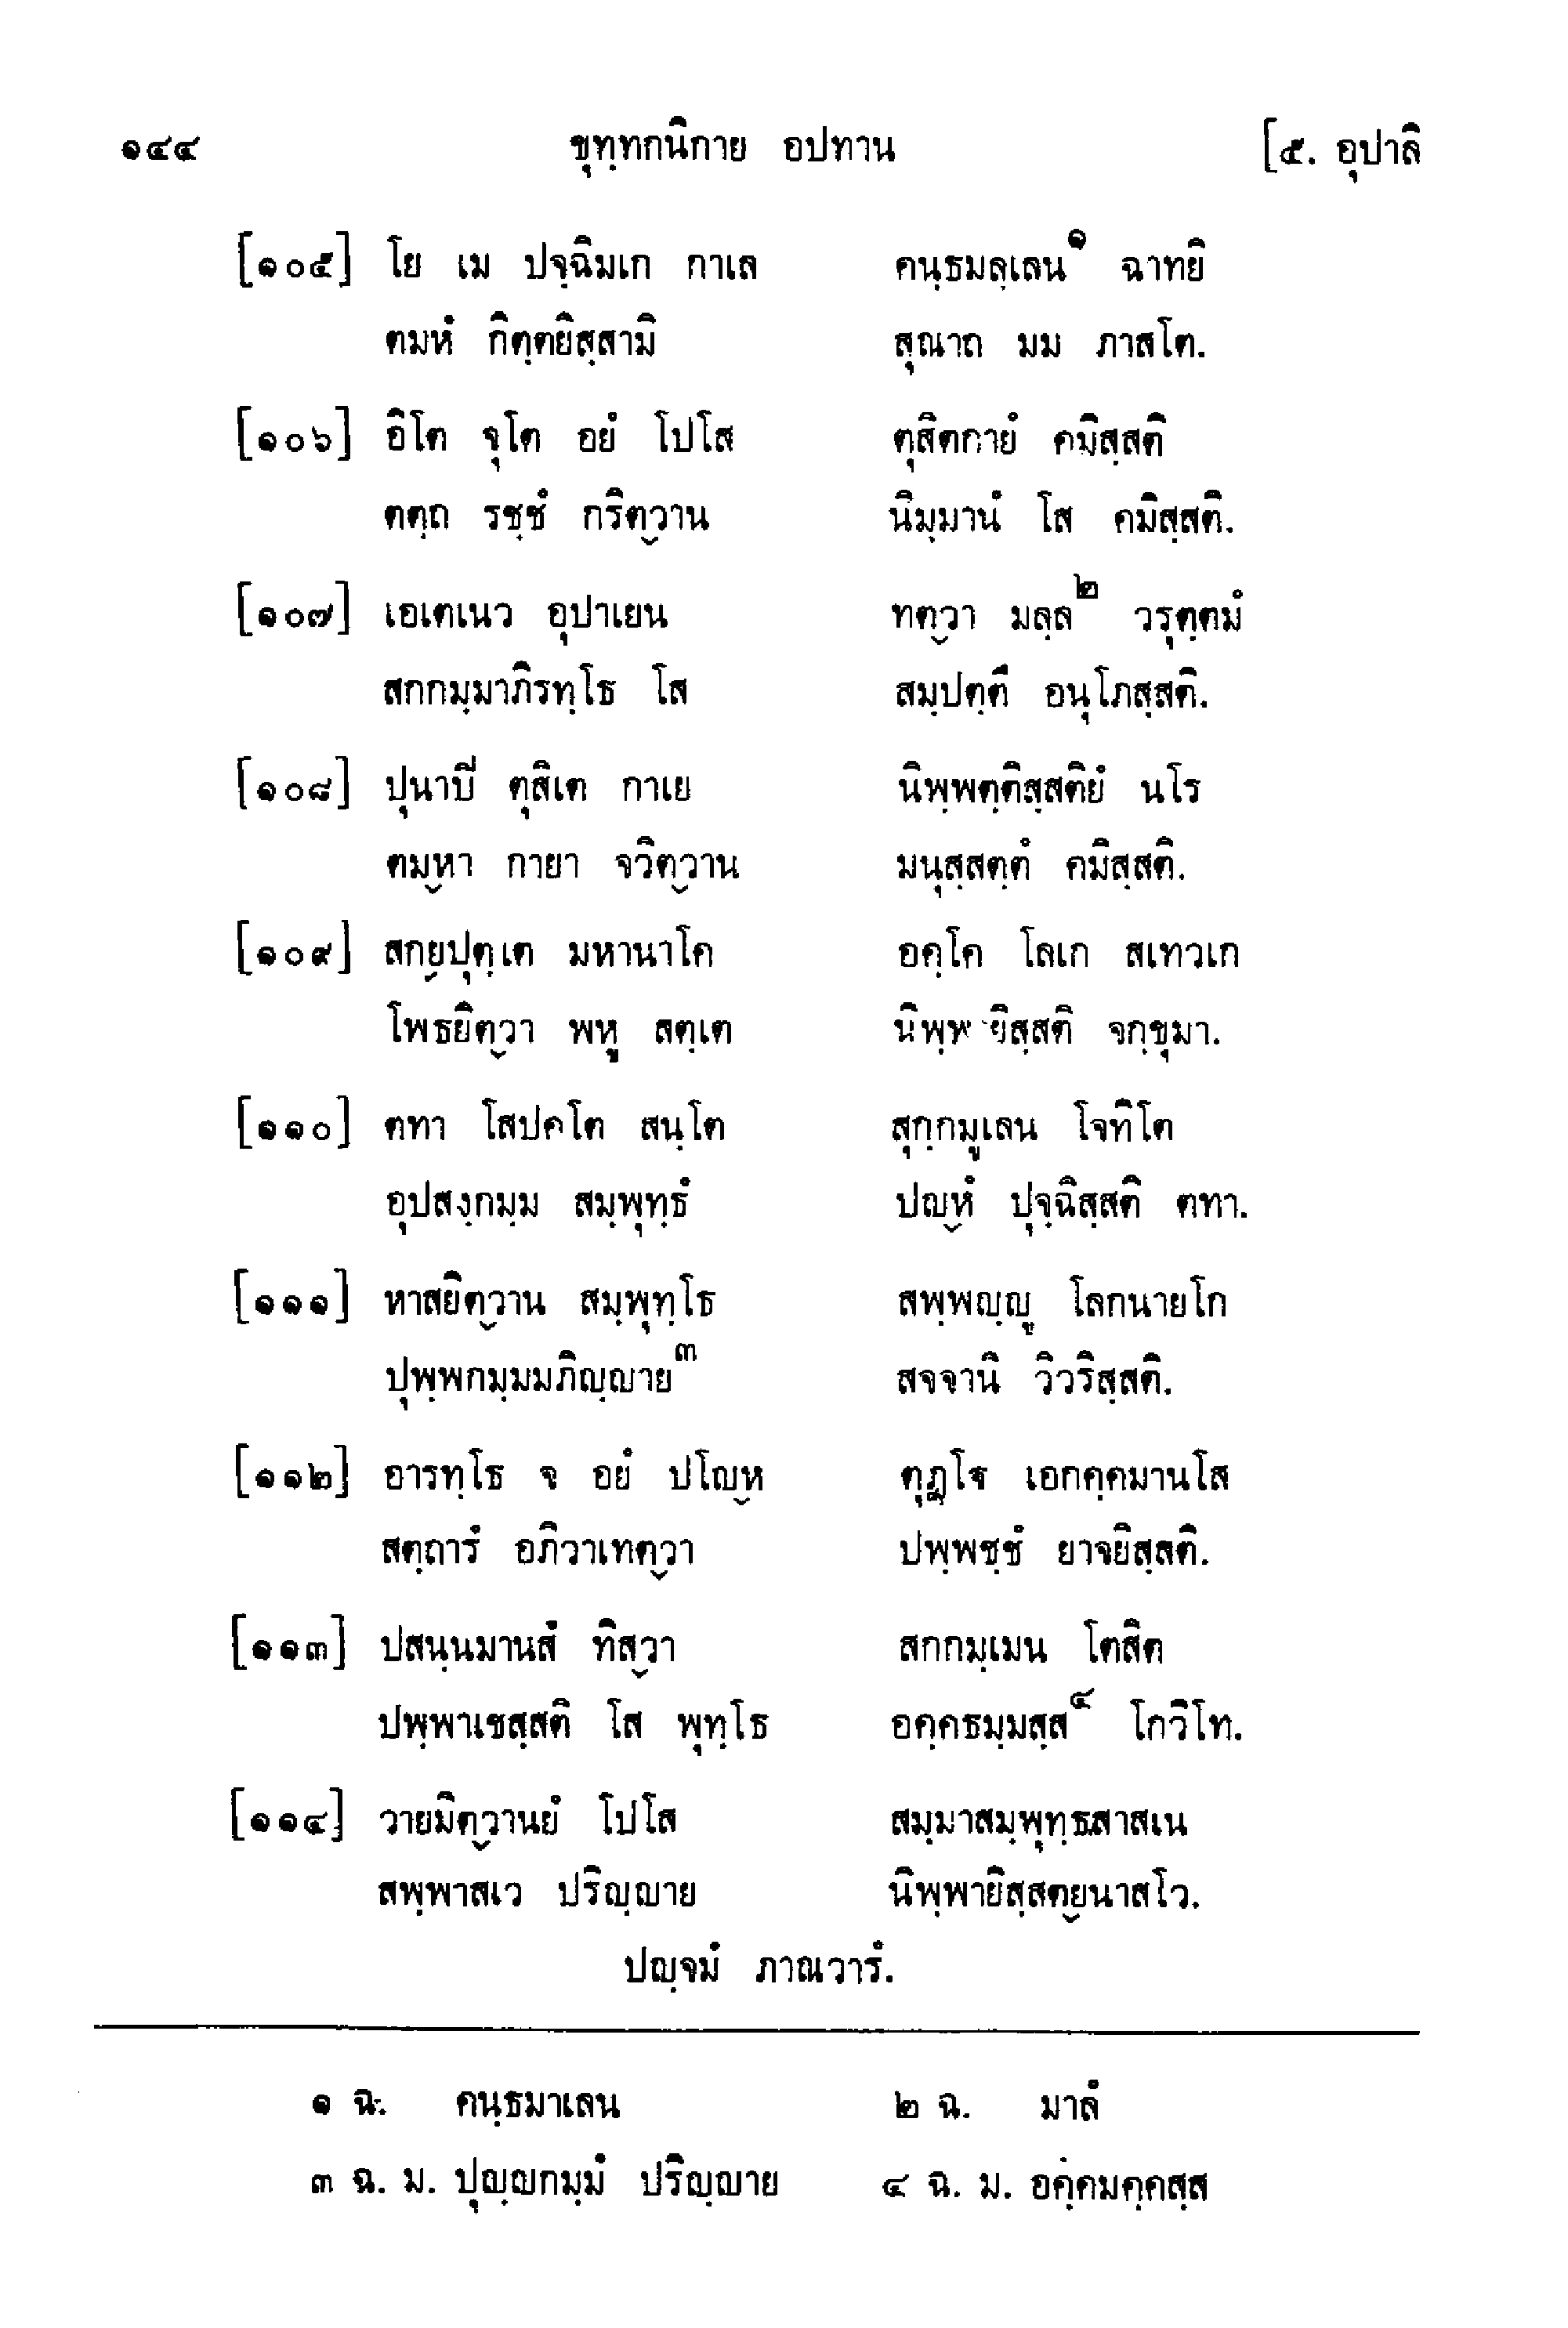 ๑๔๔ ขุทฺทกนิกาย อปทาน [๕. อุปาลิ
[๑๐๕] โย เม ปจฺฉิมเก กาเล คนฺธมลฺเลน๑ ฉาทยิ
ตมหํ กิตฺตยิสฺสามิ สุณาถ มม ภาสโต.
[๑๐๖] อิโต จุโต อยํ โปโส ตุสิตกายํ คมิสฺสติ
ตตฺถ รชฺชํ กริตฺวาน นิมฺมานํ โส คมิสฺสติ.
[๑๐๗] เอเตเนว อุปาเยน ทตฺวา มลฺล๒ วรุตฺตมํ
สกกมฺมาภิรทฺโธ โส สมฺปตฺตึ อนุโภสฺสติ.
[๑๐๘] ปุนาปิ ตุสิเต กาเย นิพฺพตฺติสฺสติยํ นโร
ตมฺหา กายา จวิตฺวาน มนุสฺสตฺตํ คมิสฺสติ.
[๑๐๙] สกฺยปุตฺเต มหานาโค อคฺโค โลเก สเทวเก
โพธยิตฺวา พหู สตฺเต จกฺขุมา.
[๑๑๐] ตทา โสปคโต สนฺโต สุกฺกมูเลน โจทิโต
อุปสงฺกมฺม สมฺพุทฺธํ ปญฺหํ ปุจฺฉิสฺสติ ตทา.
[๑๑๑] หาสยิตฺวาน สมฺพุทฺโธ สพฺพญฺญู โลกนายโก
ปุพฺพกมฺมมภิญฺญาย๓ สจจานิ วิวริสฺสติ.
[๑๑๒] อารทฺโธ จ อยํ ปโญฺห ตุฏฺโฐ เอกคฺคมานโส
สตฺถารํ อภิวาเทตฺวา ปพฺพชฺชํ ยาจยิสฺสติ.
[๑๑๓] ปสนฺนมานสํ ทิสฺวา สกกมฺเมน โตสิต
ปพฺพาเชสฺสติ โส พุทฺโธ อคฺคธมฺมสฺส๔ โกวิโท.
[๑๑๔] วายมิตฺวานยํ โปโส สมฺมาสมฺพุทฺธสาสเน
สพฺพาสเว ปริญฺญาย นิพฺพายิสฺสตฺยนาสโว.
ปญฺจมํ ภาณวารํ.
๑ ฉ. คนฺธมาเลน ๒ ฉ. มาลํ
๓ ฉ. ม. ปุญฺญกมฺมํ ปริญฺญาย ๔ ฉ. ม. อคฺคมคฺคสฺส